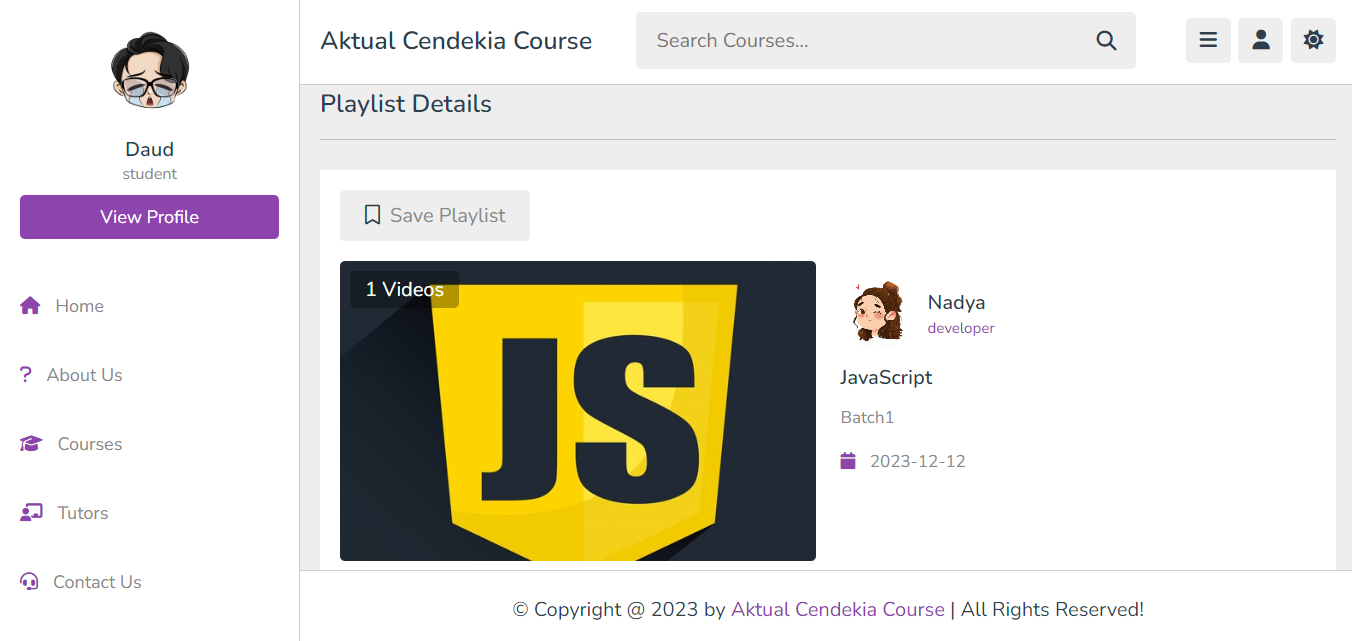 Daud
student
View Profile
Home
About Us
Courses
Tutors
Contact Us
Aktual Cendekia Course
Search Courses...
Playlist Details
Save Playlist
1 Videos
JS
Nadya
developer
JavaScript
Batch1
2023-12-12
© Copyright @ 2023 by Aktual Cendekia Course | All Rights Reserved!